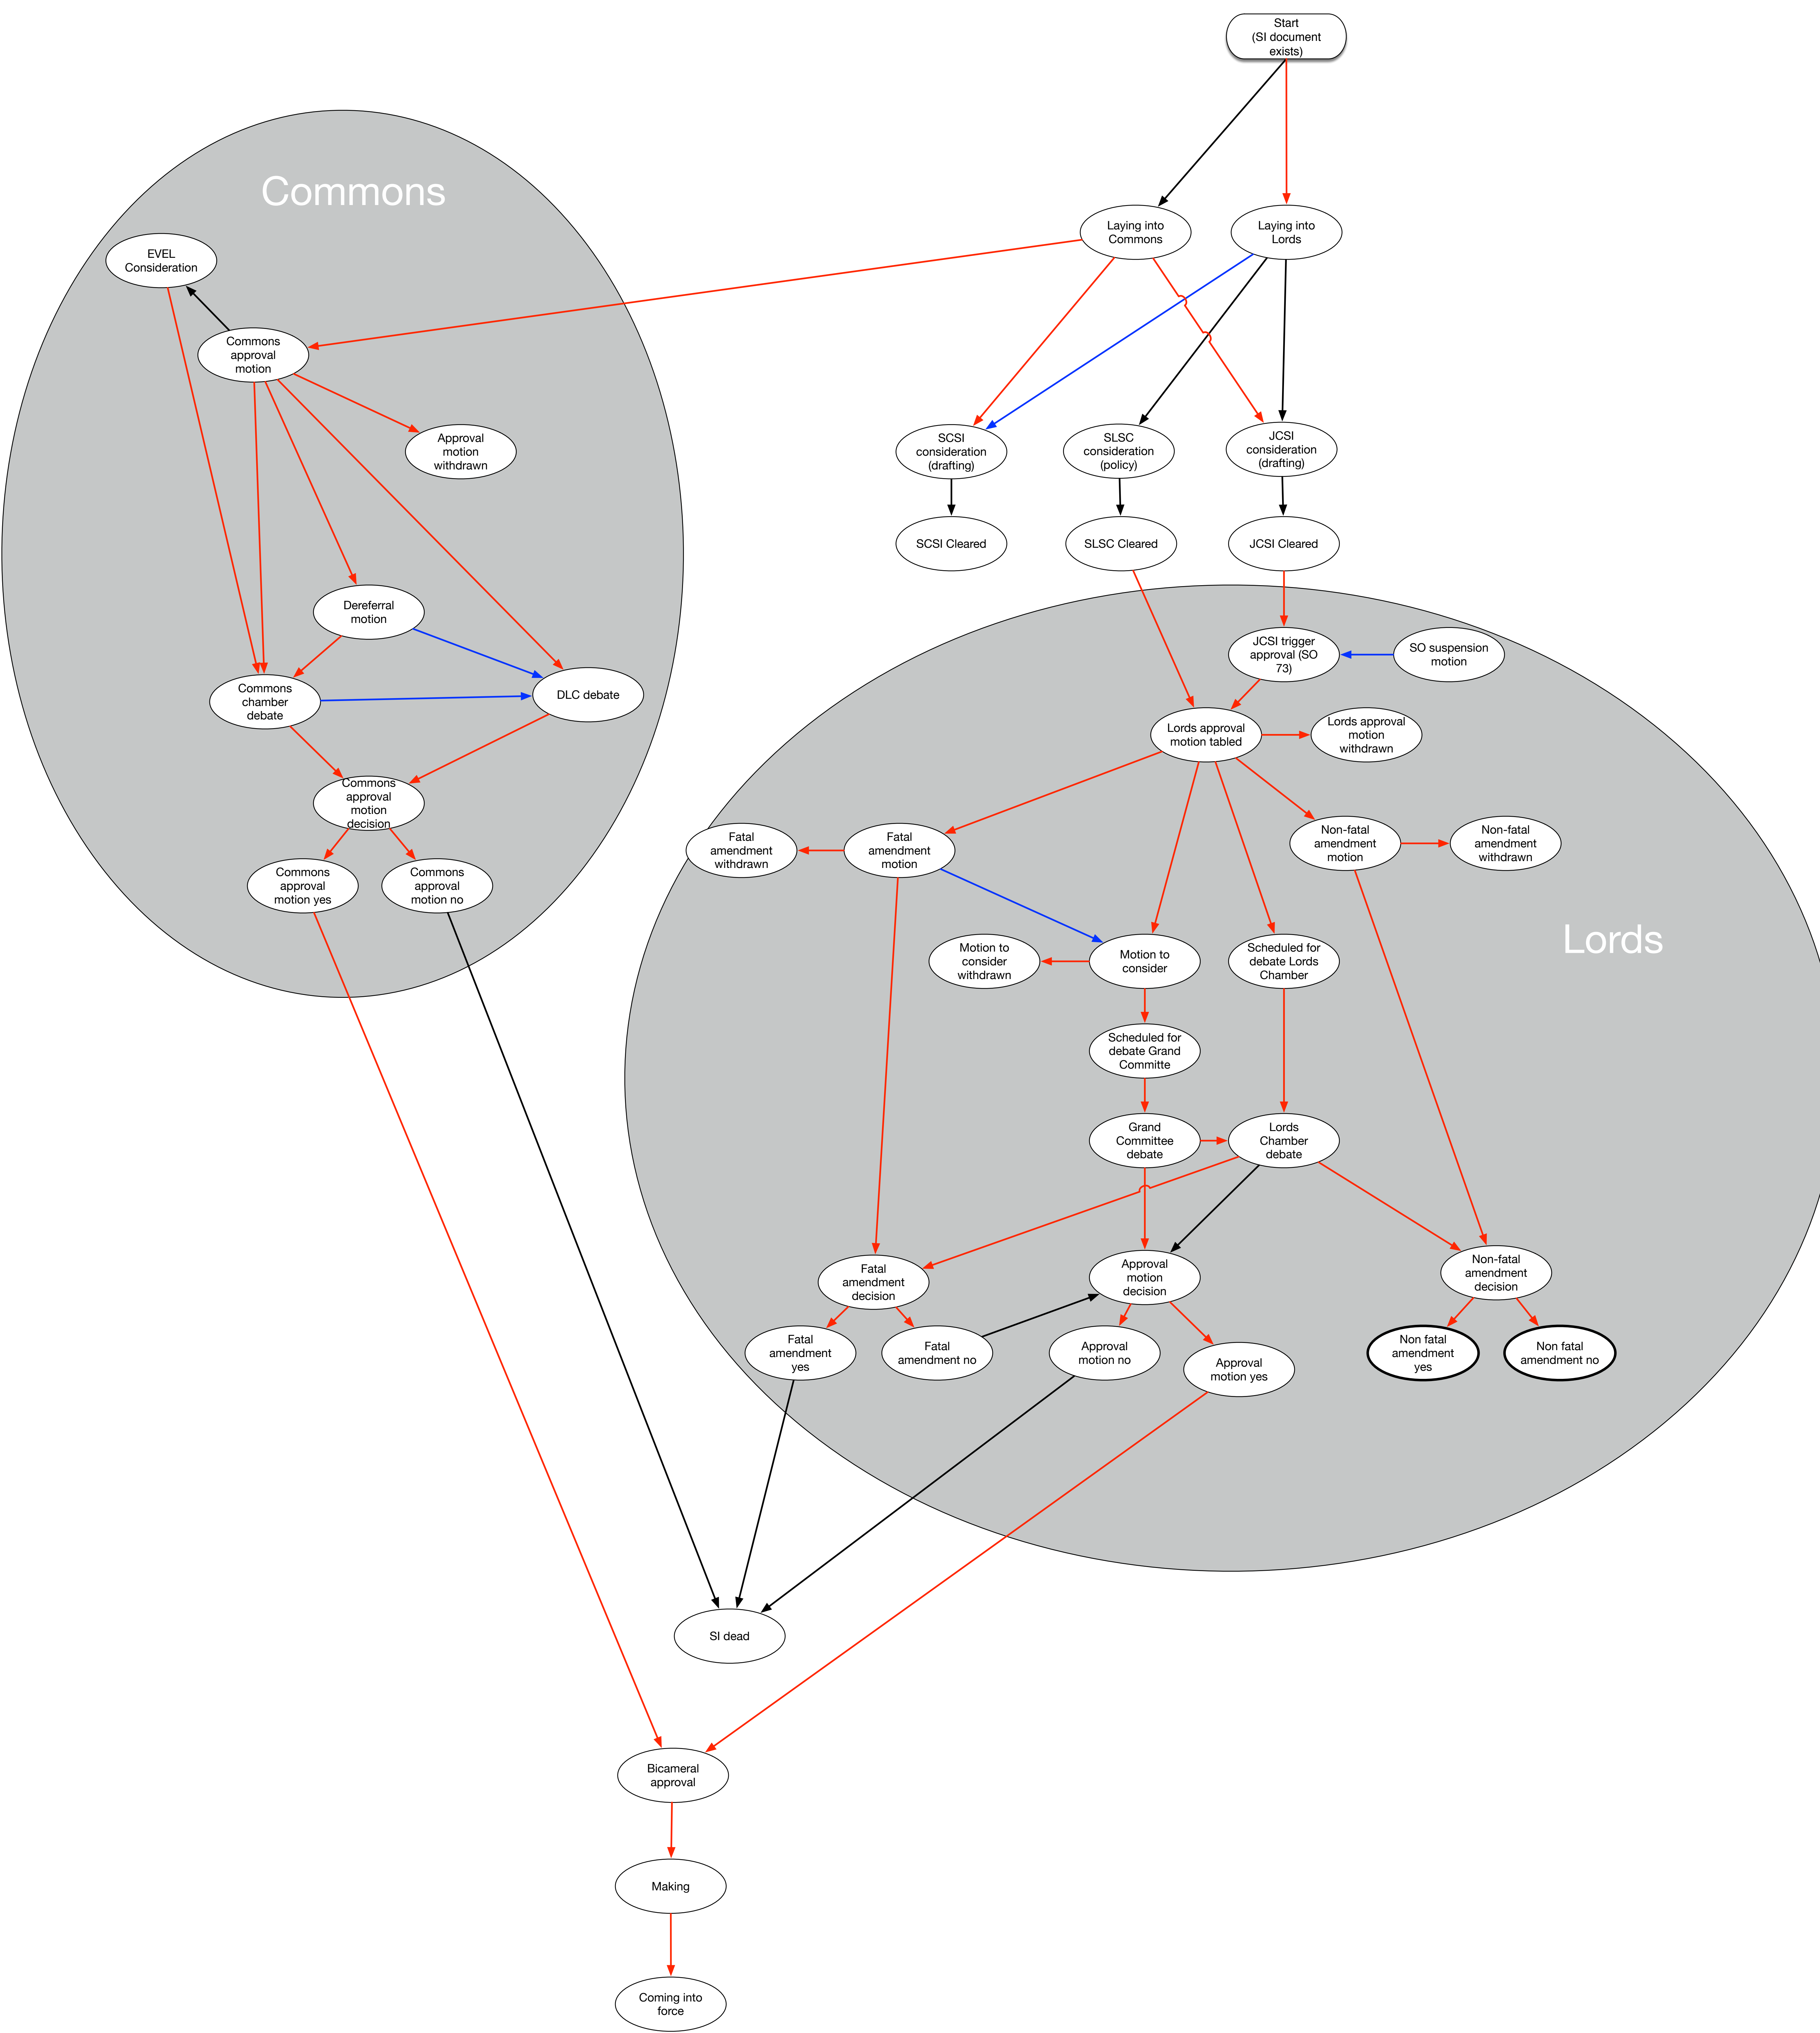 Start
(SI document
exists)
Commons
Laying into
Commons
Laying into
Lords
EVEL
Consideration
Commons
approval
motion
Approval
motion
withdrawn
SCSI
consideration
(drafting)
SLSC
consideration
(policy)
JCSI
consideration
(drafting)
SCSI Cleared
SLSC Cleared
JCSI Cleared
Dereferral
motion
JCSI trigger
approval (SO
73)
SO suspension
motion
Commons
chamber
debate
DLC debate
Lords approval
motion tabled
Lords approval
motion
withdrawn
Commons
approval
motion
decision
Fatal
amendment
withdrawn
Fatal
amendment
motion
Non-fatal
amendment
motion
Non-fatal
amendment
withdrawn
Commons
approval
motion yes
Commons
approval
motion no
Lords
Motion to
consider
withdrawn
Motion to
consider
Scheduled for
debate Lords
Chamber
Scheduled for
debate Grand
Committe
Grand
Committee
debate
Lords
Chamber
debate
Fatal
amendment
decision
Approval
motion
decision
Non-fatal
amendment
decision
Fatal
amendment
yes
Fatal
amendment no
Approval
motion no
Approval
motion yes
Non fatal
amendment
yes
Non fatal
amendment no
SI dead
Bicameral
approval
Making
Coming into
force